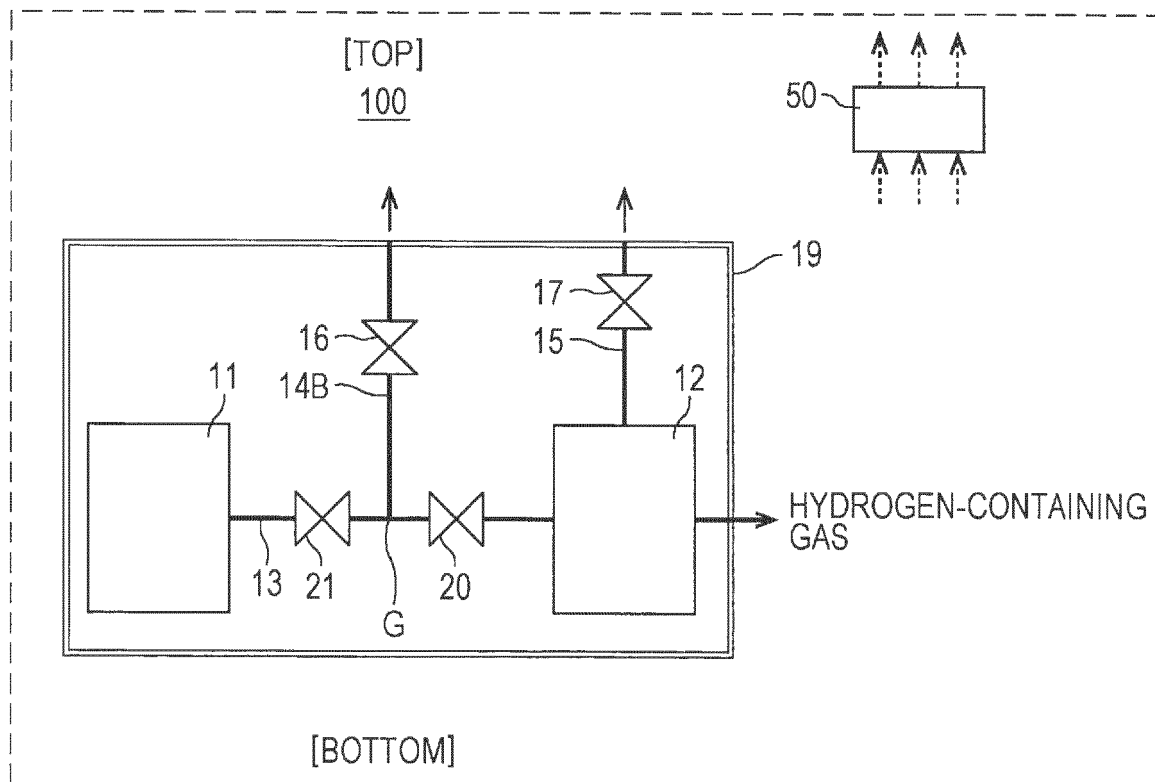 [TOP]
100
50
19
17
16
15
14B
11
12
HYDROGEN-CONTAINING
GAS
13
21
20
G
[BOTTOM]